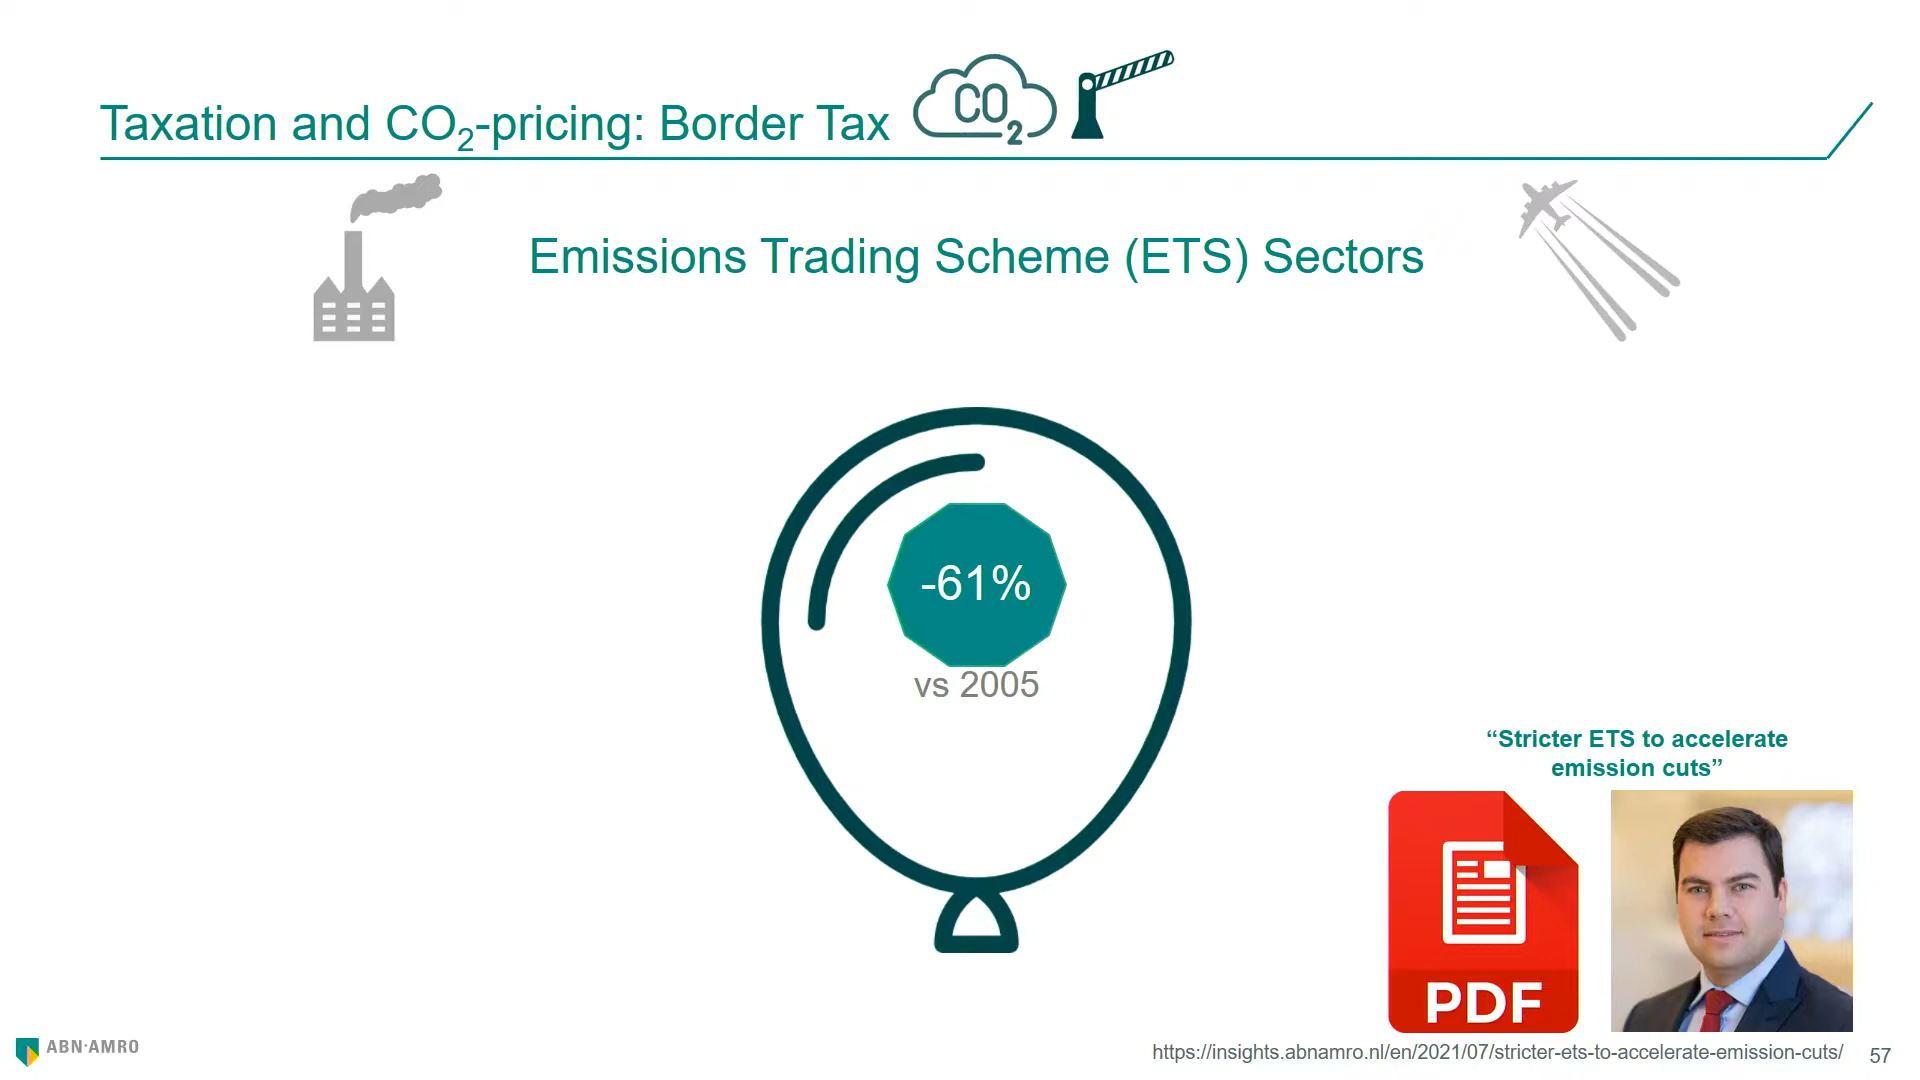 Taxation and CO₂-pricing: Border Tax
CO₂
Emissions Trading Scheme (ETS) Sectors
-61%
vs 2005
“Stricter ETS to accelerate
emission cuts”
PDF
ABN·AMRO
https://insights.abnamro.nl/en/2021/07/stricter-ets-to-accelerate-emission-cuts/
57